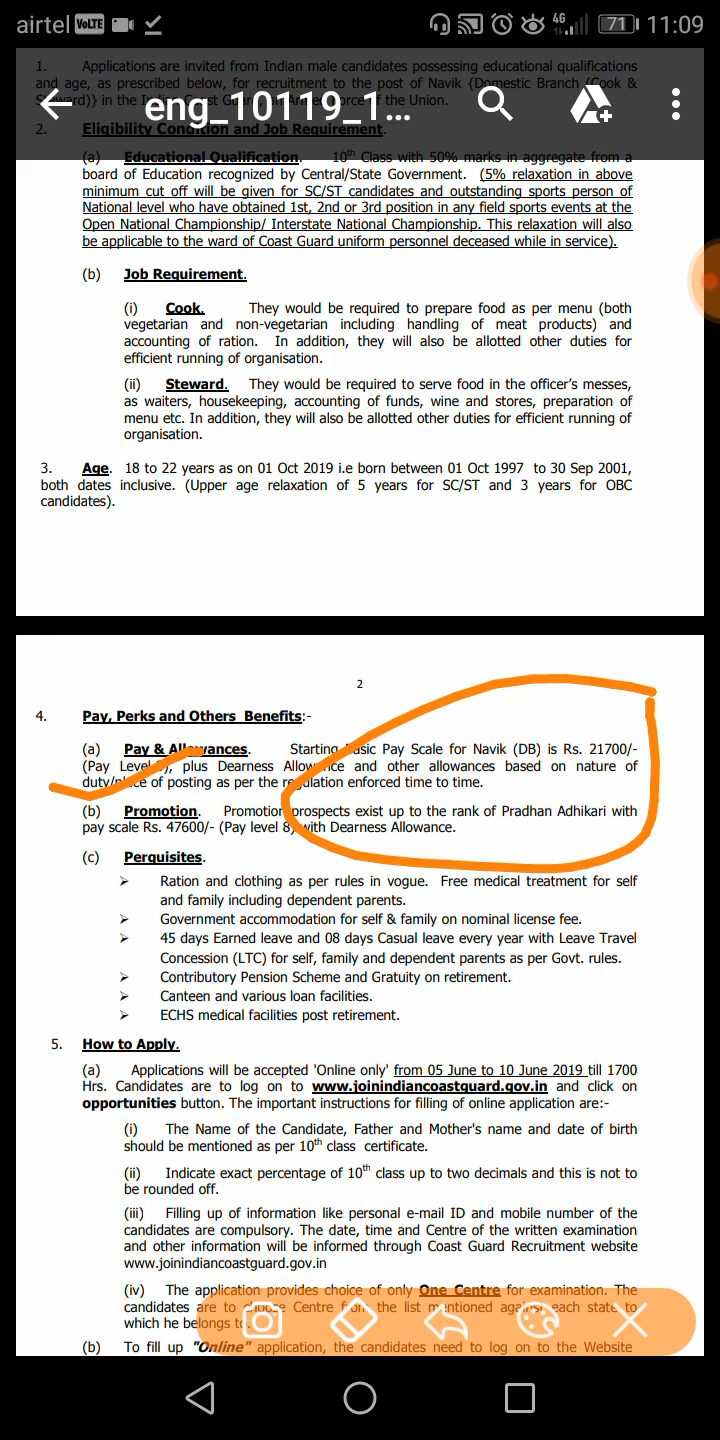 airtel VoLTE 4G 71 11:09
1. Applications are invited from Indian male candidates possessing educational qualifications
and age, as prescribed below, for recruitment to the post of Navik {Domestic Branch (Cook &
in the Armed Force of the Union.
eng_10119_1...
2. Eligibility Condition and Job Requirement.
(a) Educational Qualification. 10th Class with 50% marks in aggregate from a
board of Education recognized by Central/State Government. (5% relaxation in above
minimum cut off will be given for SC/ST candidates and outstanding sports person of
National level who have obtained 1st, 2nd or 3rd position in any field sports events at the
Open National Championship/ Interstate National Championship. This relaxation will also
be applicable to the ward of Coast Guard uniform personnel deceased while in service).
(b) Job Requirement.
(i) Cook. They would be required to prepare food as per menu (both
vegetarian and non-vegetarian including handling of meat products) and
accounting of ration. In addition, they will also be allotted other duties for
efficient running of organisation.
(ii) Steward. They would be required to serve food in the officer's messes,
as waiters, housekeeping, accounting of funds, wine and stores, preparation of
menu etc. In addition, they will also be allotted other duties for efficient running of
organisation.
3. Age. 18 to 22 years as on 01 Oct 2019 i.e born between 01 Oct 1997 to 30 Sep 2001,
both dates inclusive. (Upper age relaxation of 5 years for SC/ST and 3 years for OBC
candidates).
2
4. Pay, Perks and Others Benefits:-
(a) Pay & Allowances. Starting Basic Pay Scale for Navik (DB) is Rs. 21700/-
(Pay Level plus Dearness Allowance and other allowances based on nature of
duty/place of posting as per the regulation enforced time to time.
(b) Promotion. Promotion prospects exist up to the rank of Pradhan Adhikari with
pay scale Rs. 47600/- (Pay level 8) with Dearness Allowance.
(c) Perquisites.
➢ Ration and clothing as per rules in vogue. Free medical treatment for self
and family including dependent parents.
➢ Government accommodation for self & family on nominal license fee.
➢ 45 days Earned leave and 08 days Casual leave every year with Leave Travel
Concession (LTC) for self, family and dependent parents as per Govt. rules.
➢ Contributory Pension Scheme and Gratuity on retirement.
➢ Canteen and various loan facilities.
➢ ECHS medical facilities post retirement.
5. How to Apply.
(a) Applications will be accepted 'Online only' from 05 June to 10 June 2019 till 1700
Hrs. Candidates are to log on to www.joinindiancoastguard.gov.in and click on
opportunities button. The important instructions for filling of online application are:-
(i) The Name of the Candidate, Father and Mother's name and date of birth
should be mentioned as per 10th class certificate.
(ii) Indicate exact percentage of 10th class up to two decimals and this is not to
be rounded off.
(iii) Filling up of information like personal e-mail ID and mobile number of the
candidates are compulsory. The date, time and Centre of the written examination
and other information will be informed through Coast Guard Recruitment website
www.joinindiancoastguard.gov.in
(iv) The application provides choice of only One Centre for examination. The
candidates are to choose Centre from the list mentioned against each state to
which he belongs to.
(b) To fill up "Online" application, the candidates need to log on to the Website